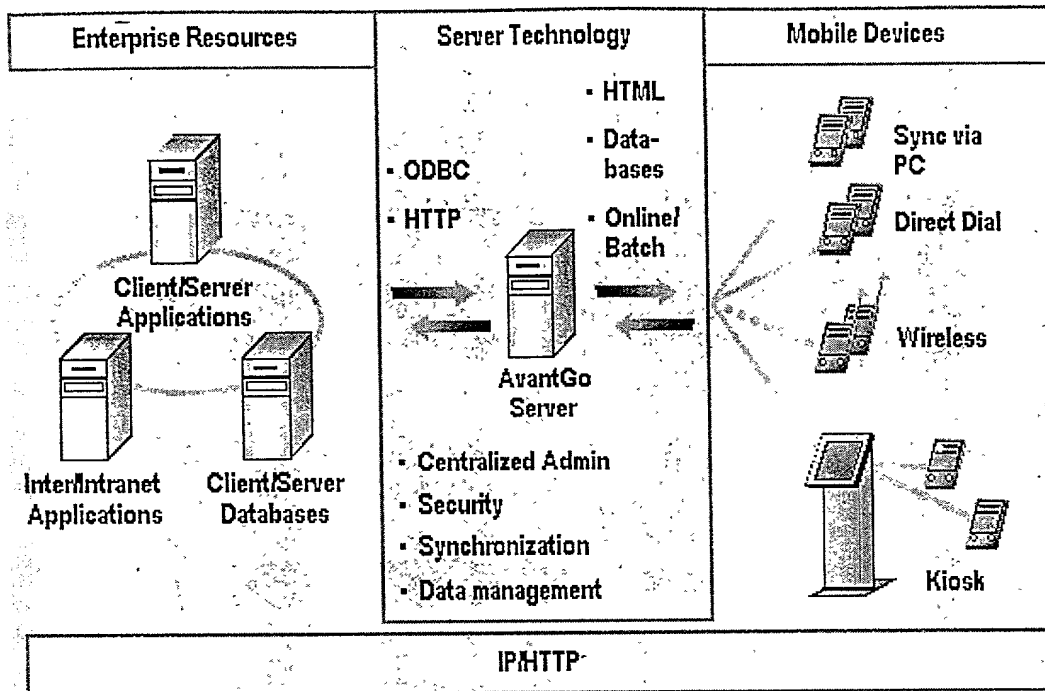 Enterprise Resources
Server Technology
Mobile Devices
Client/Server
Applications
Inter/Intranet
Applications
Client/Server
Databases
▪ ODBC
▪ HTTP
▪ HTML
▪ Data-
bases
▪ Online/
Batch
AvantGo
Server
▪ Centralized Admin
▪ Security
▪ Synchronization
▪ Data management
Sync via
PC
Direct Dial
Wireless
Kiosk
IP/HTTP